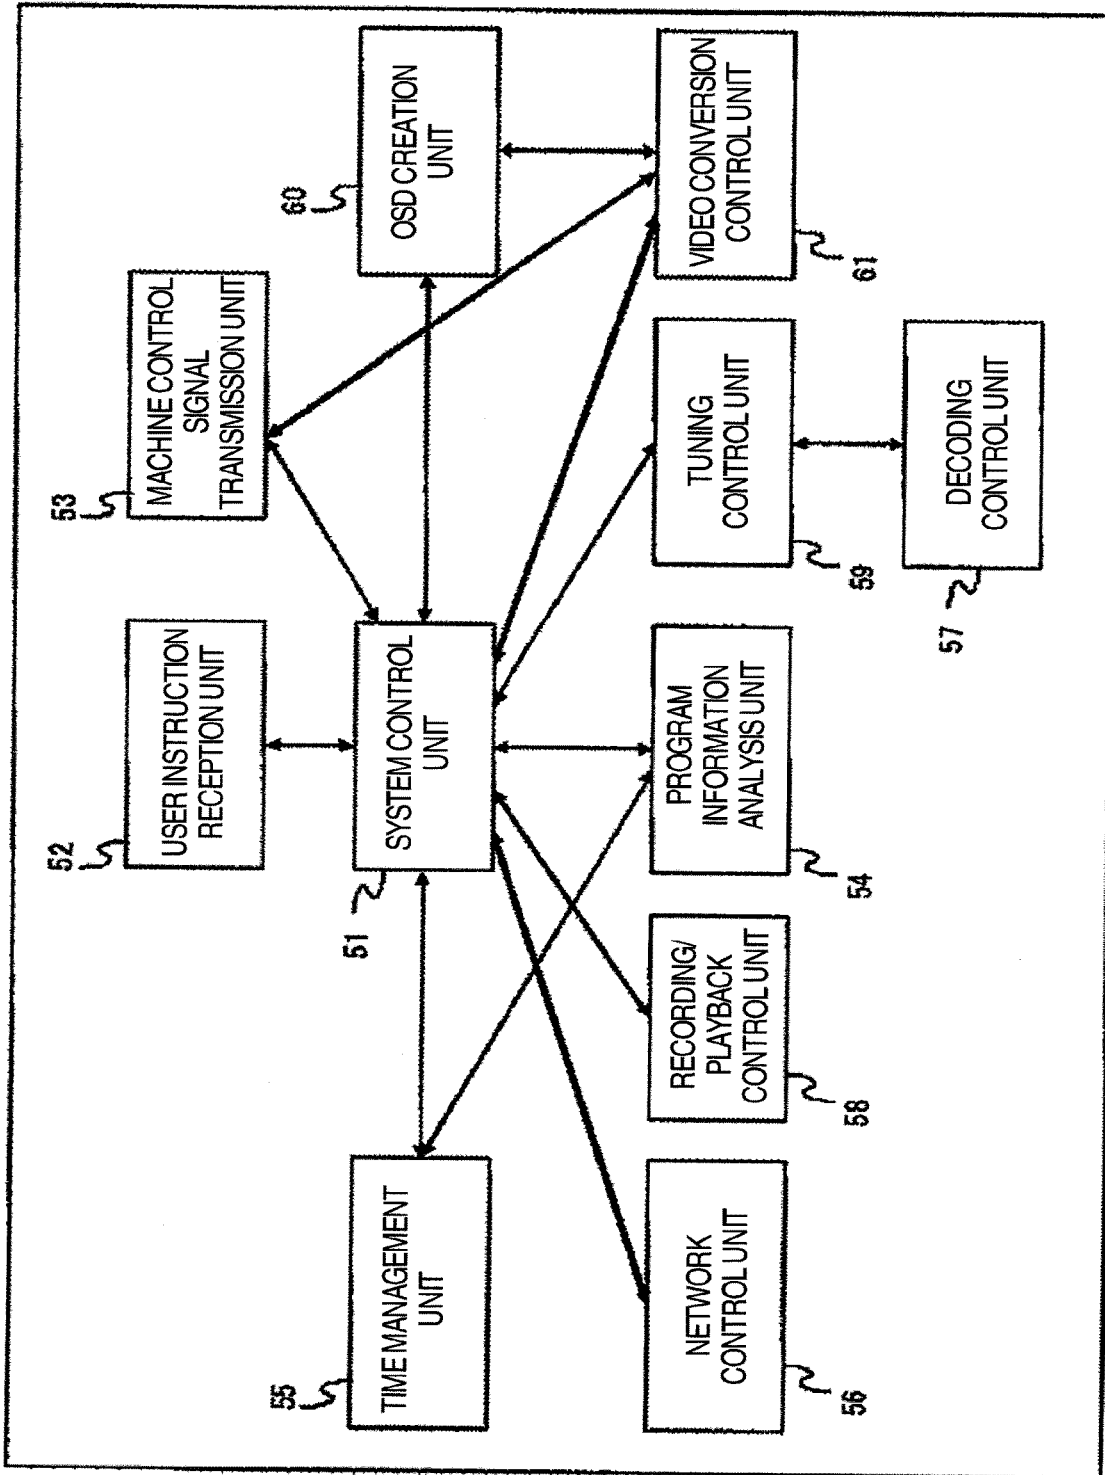 52
USER INSTRUCTION
RECEPTION UNIT
53
MACHINE CONTROL
SIGNAL
TRANSMISSION UNIT
55
TIME MANAGEMENT
UNIT
51
SYSTEM CONTROL
UNIT
60
OSD CREATION
UNIT
NETWORK
CONTROL UNIT
56
RECORDING/
PLAYBACK
CONTROL UNIT
58
PROGRAM
INFORMATION
ANALYSIS UNIT
54
TUNING
CONTROL UNIT
59
VIDEO CONVERSION
CONTROL UNIT
61
DECODING
CONTROL UNIT
57